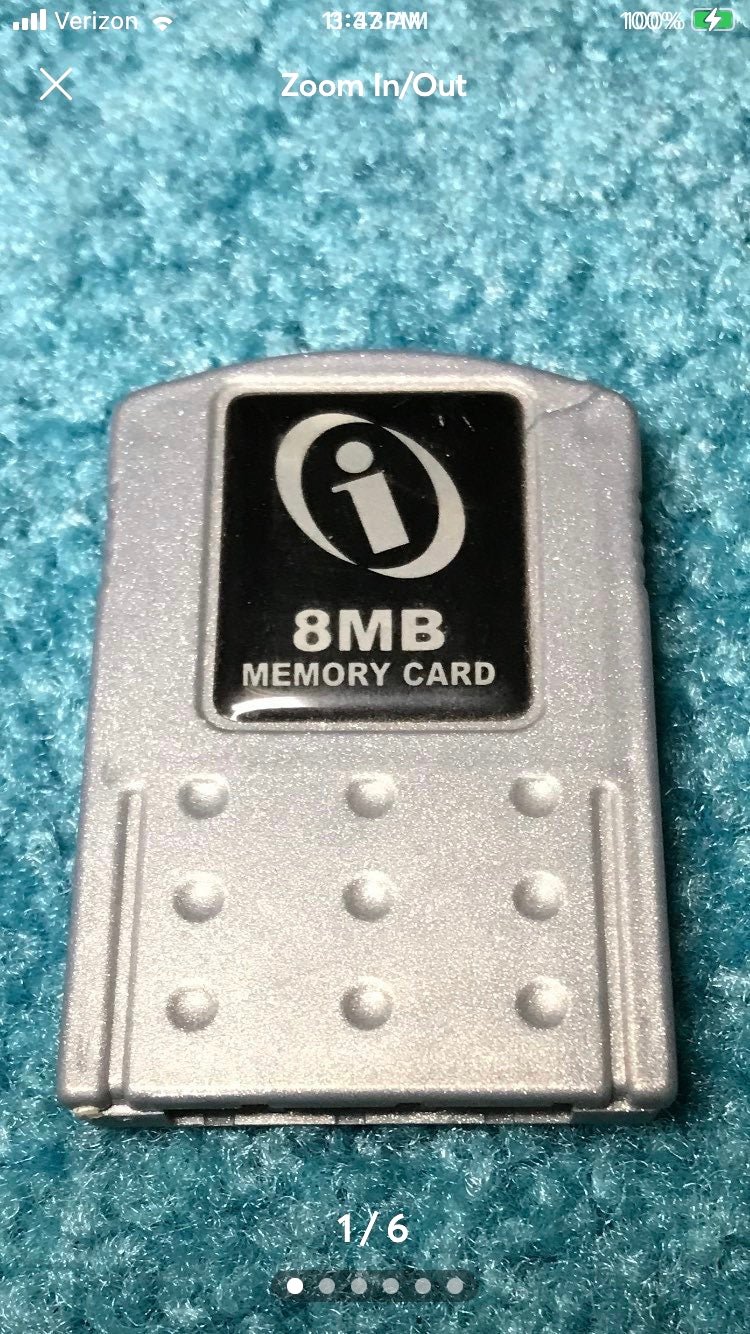 Verizon
100%
Zoom In/Out
i
8MB
MEMORY CARD
1/6